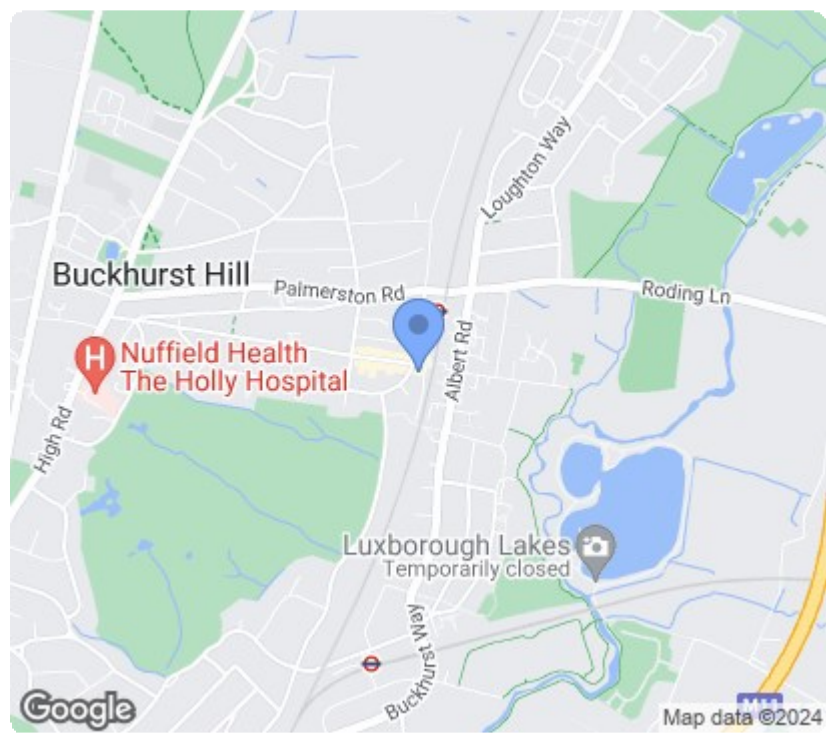 Loughton Way
Buckhurst Hill
Palmerston Rd
Roding Ln
H
Nuffield Health
The Holly Hospital
Albert Rd
High Rd
Luxborough Lakes
Temporarily closed
Buckhurst Way
M11
Google
Map data ©2024